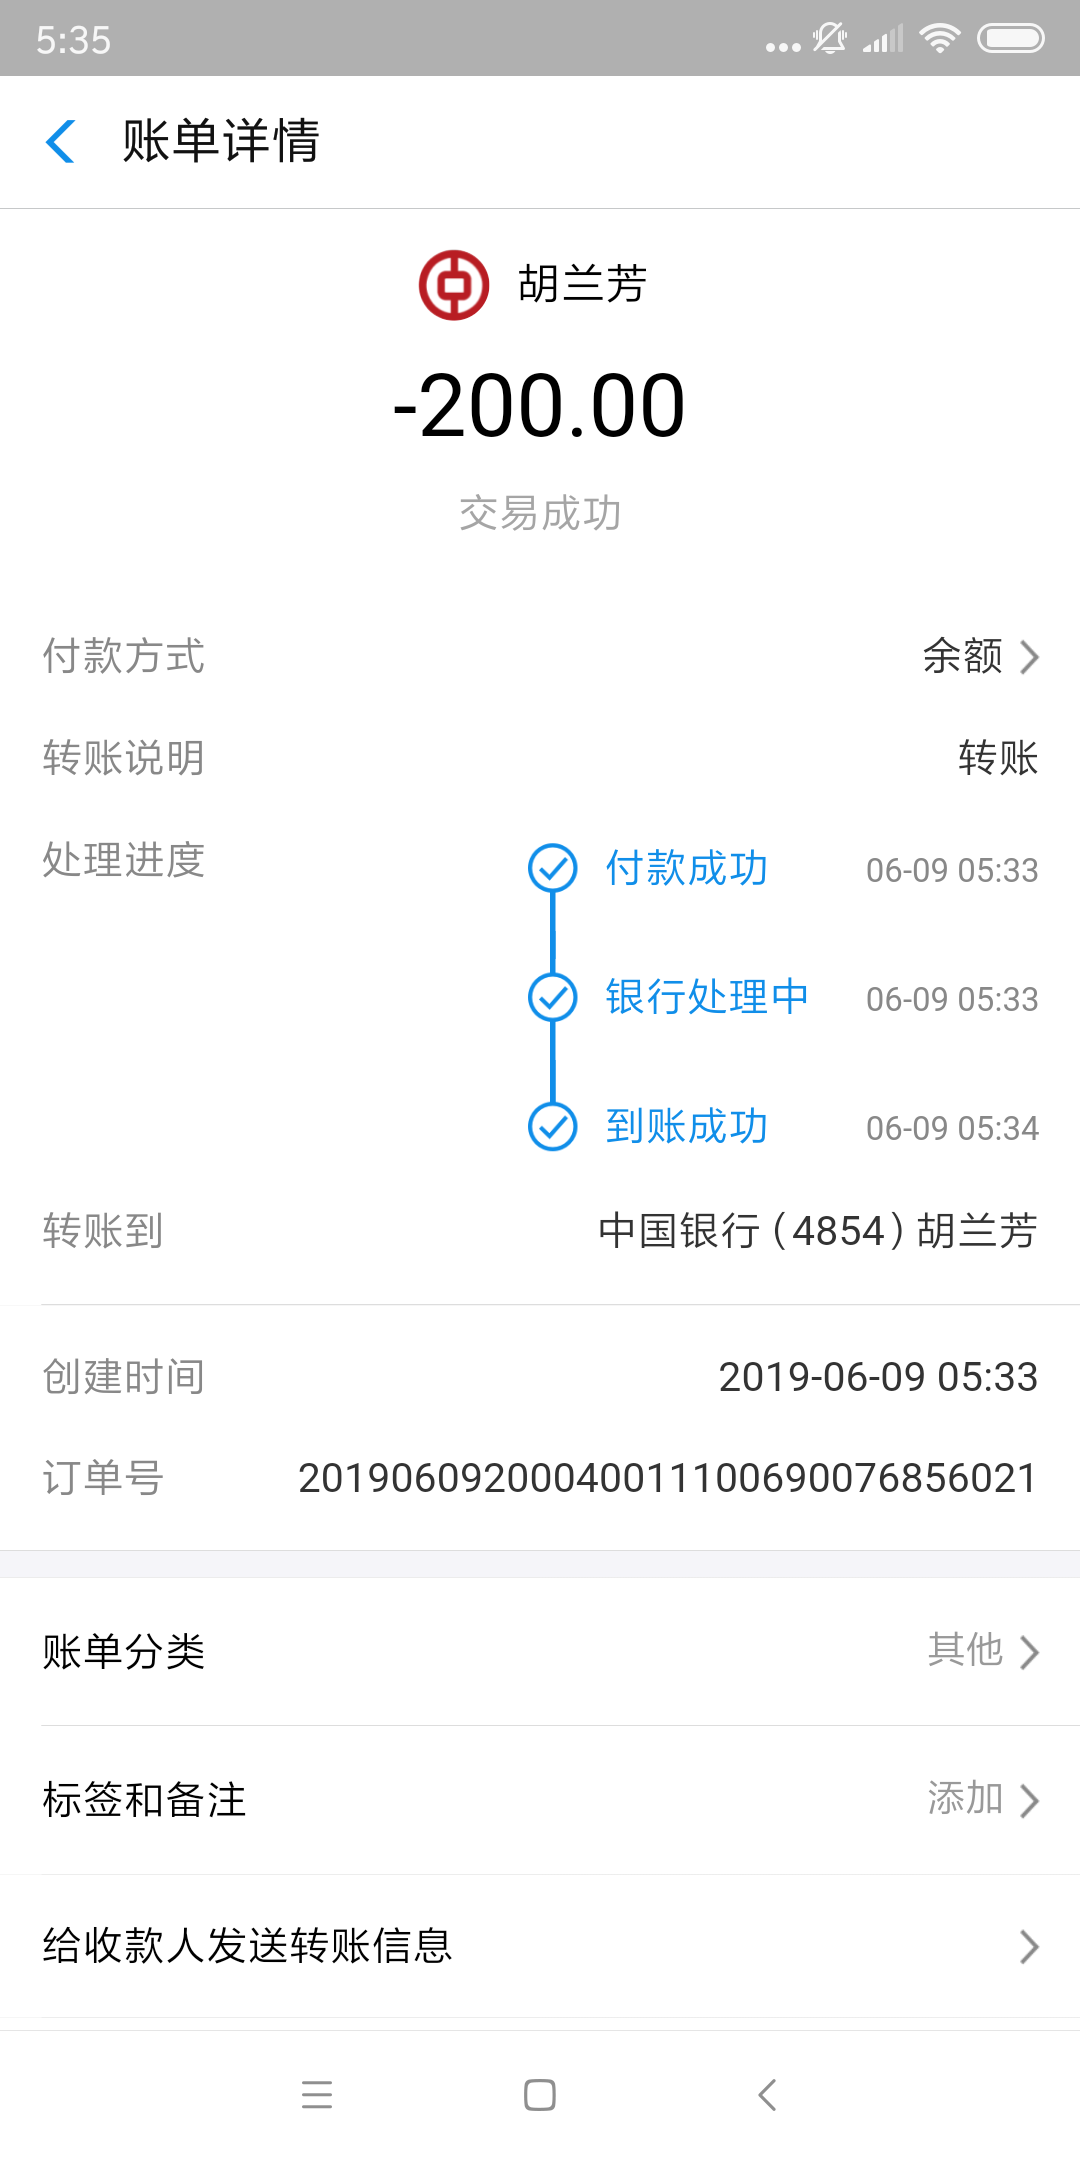 5:35
账单详情
胡兰芳
-200.00
交易成功
付款方式 余额
转账说明 转账
处理进度 付款成功 06-09 05:33
银行处理中 06-09 05:33
到账成功 06-09 05:34
转账到 中国银行(4854)胡兰芳
创建时间 2019-06-09 05:33
订单号 20190609200040011100690076856021
账单分类 其他
标签和备注 添加
给收款人发送转账信息